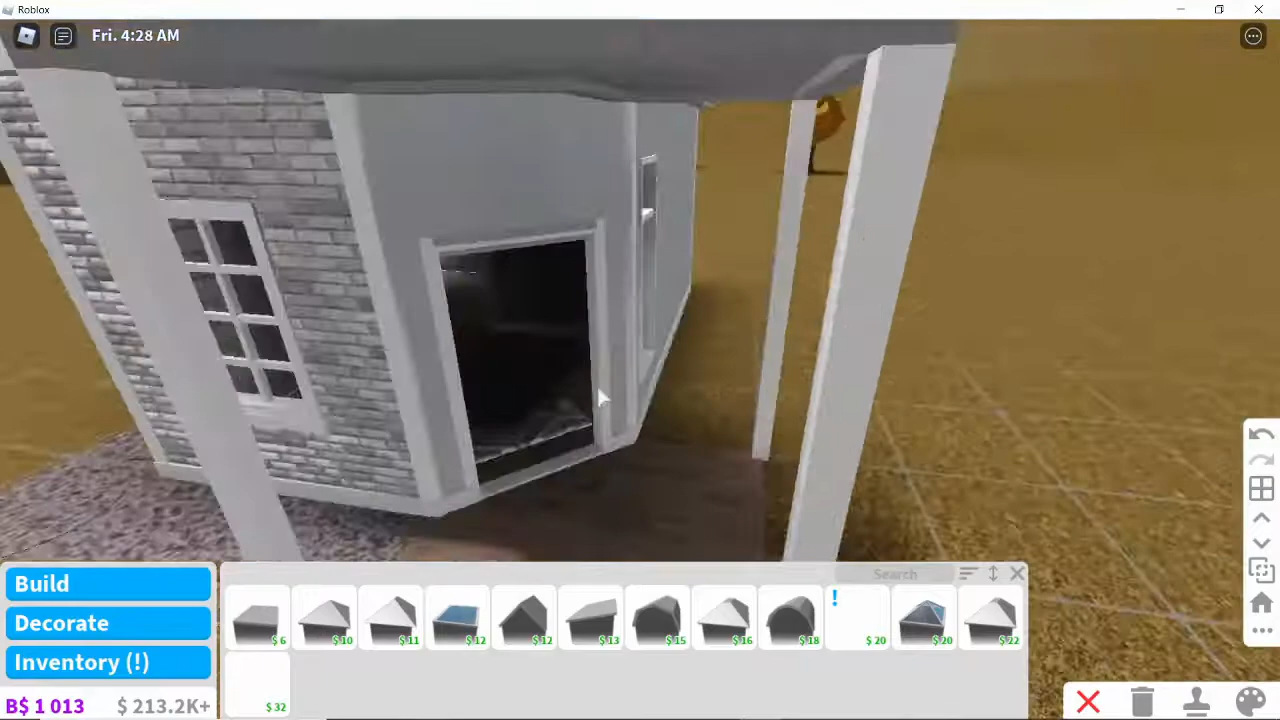 Roblox
Fri. 4:28 AM
Build
Decorate
Inventory (!)
B$ 1 013 $ 213.2K+
Search
$ 6 $ 10 $ 11 $ 12 $ 12 $ 13 $ 15 $ 16 $ 18 ! $ 20 $ 20 $ 22
$ 32